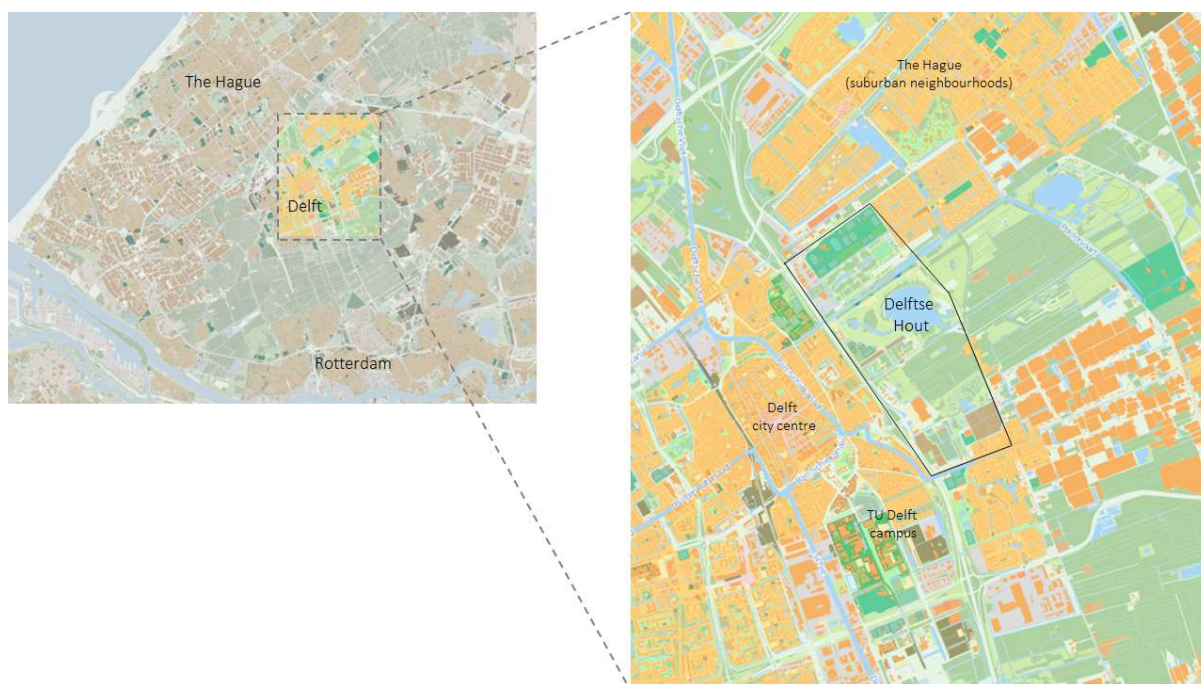 The Hague
Delft
Rotterdam
The Hague
(suburban neighbourhoods)
Delftse
Hout
Delft
city centre
TU Delft
campus